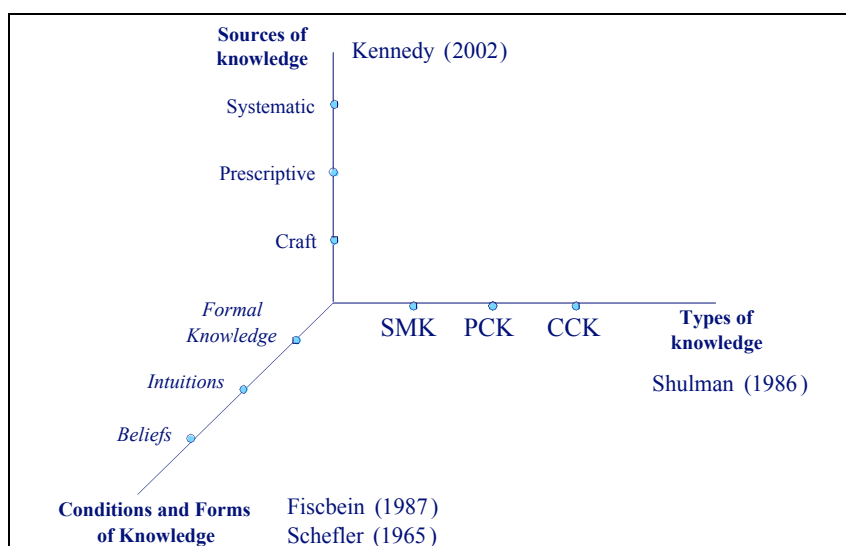 Sources of
knowledge
Kennedy (2002)
Systematic
Prescriptive
Craft
Formal
Knowledge
SMK PCK CCK
Types of
knowledge
Intuitions
Shulman (1986)
Beliefs
Conditions and Forms
of Knowledge
Fiscbein (1987)
Schefler (1965)